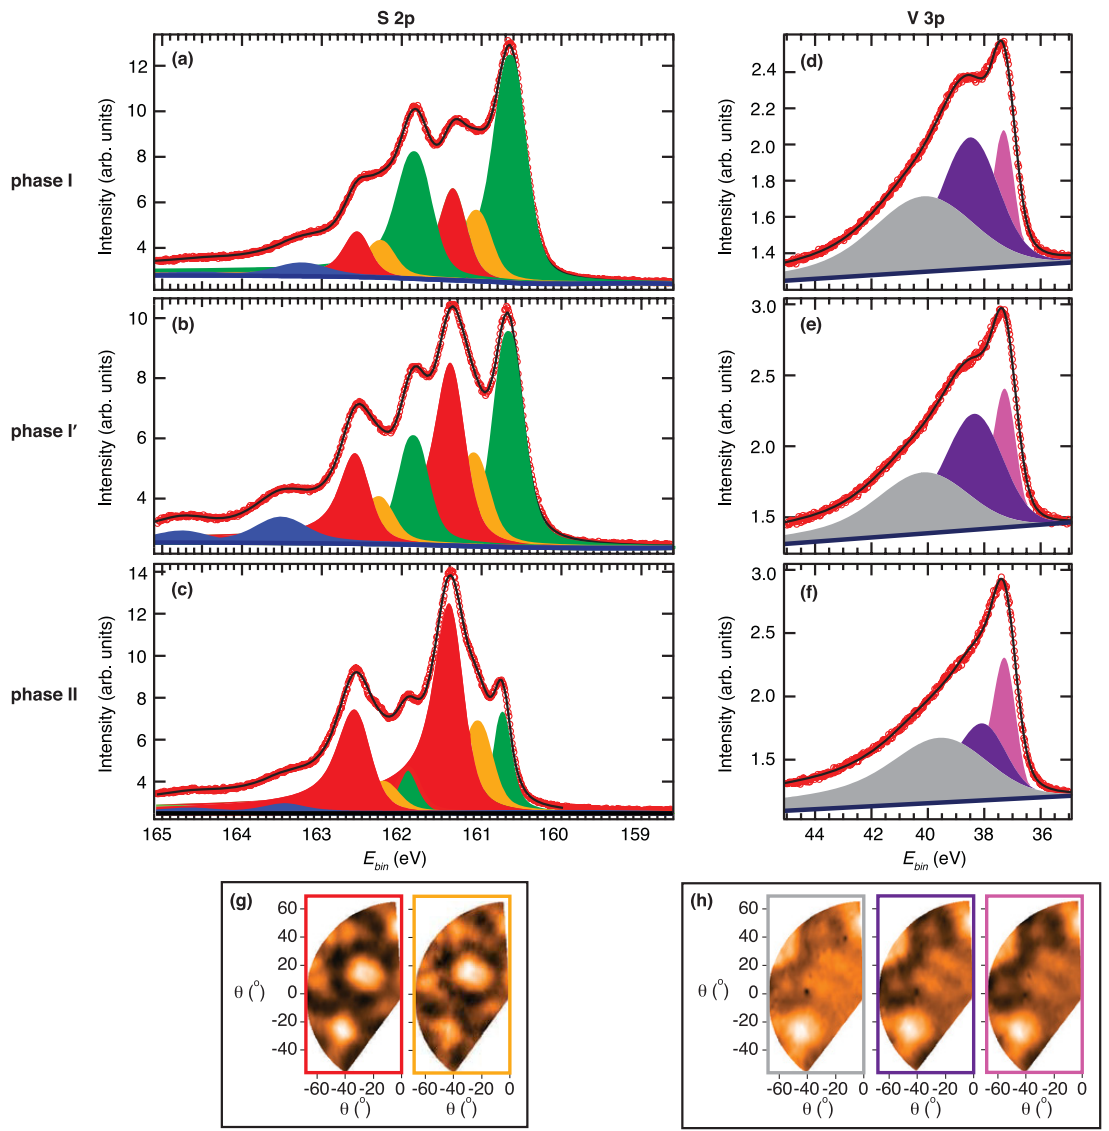 S 2p
V 3p
phase I
(a)
Intensity (arb. units)
12
10
8
6
4
(d)
Intensity (arb. units)
2.4
2.2
2.0
1.8
1.6
1.4
phase I′
(b)
Intensity (arb. units)
10
8
6
4
(e)
Intensity (arb. units)
3.0
2.5
2.0
1.5
phase II
(c)
Intensity (arb. units)
14
12
10
8
6
4
165 164 163 162 161 160 159
E_bin (eV)
(f)
Intensity (arb. units)
3.0
2.5
2.0
1.5
44 42 40 38 36
E_bin (eV)
(g)
60
40
20
0
-20
-40
θ (°)
-60 -40 -20 0
θ (°)
-60 -40 -20 0
θ (°)
(h)
60
40
20
0
-20
-40
θ (°)
-60 -40 -20 0
θ (°)
-60 -40 -20 0
θ (°)
-60 -40 -20 0
θ (°)